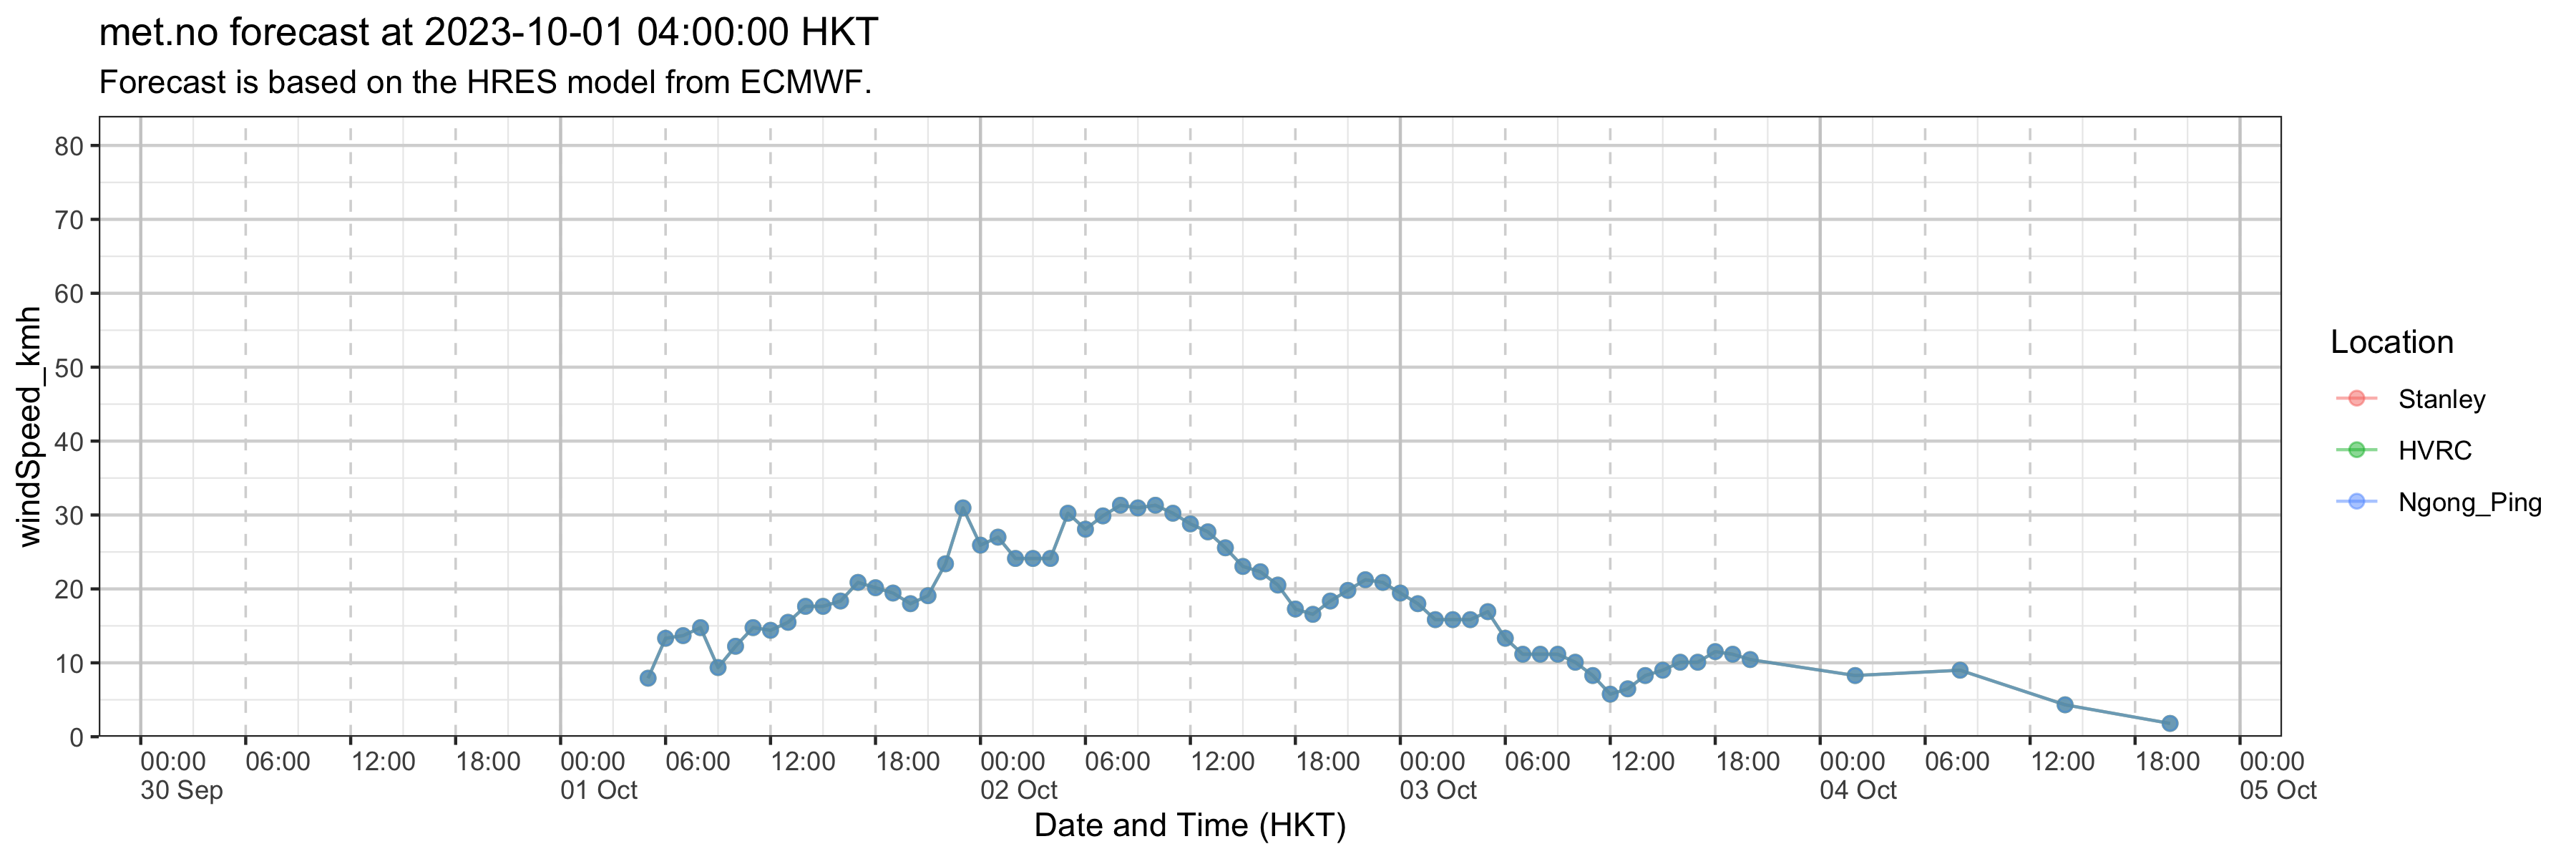 met.no forecast at 2023-10-01 04:00:00 HKT
Forecast is based on the HRES model from ECMWF.
windSpeed_kmh
80
70
60
50
40
30
20
10
0
00:00 06:00 12:00 18:00 00:00 06:00 12:00 18:00 00:00 06:00 12:00 18:00 00:00 06:00 12:00 18:00 00:00 06:00 12:00 18:00 00:00
30 Sep 01 Oct 02 Oct 03 Oct 04 Oct 05 Oct
Date and Time (HKT)
Location
Stanley
HVRC
Ngong_Ping